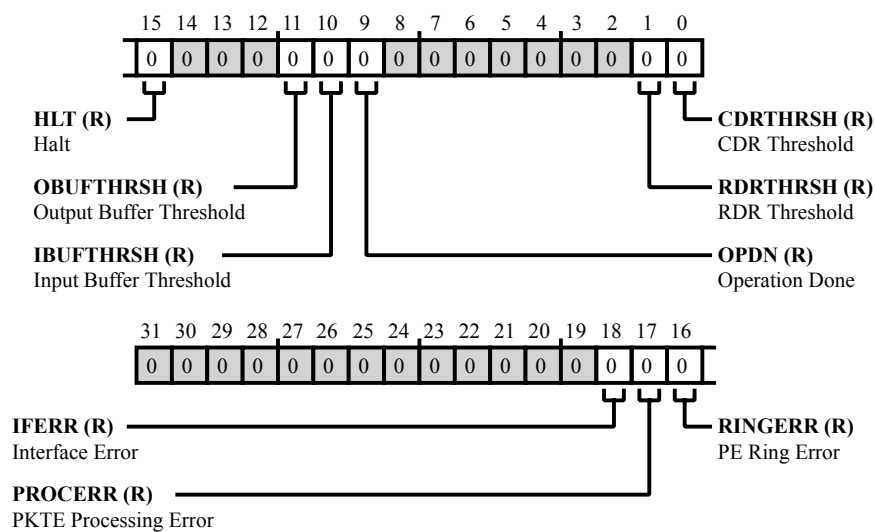 15 14 13 12 11 10 9 8 7 6 5 4 3 2 1 0
0 0 0 0 0 0 0 0 0 0 0 0 0 0 0 0
HLT (R)
Halt
CDRTHRSH (R)
CDR Threshold
OBUFTHRSH (R)
Output Buffer Threshold
RDRTHRSH (R)
RDR Threshold
IBUFTHRSH (R)
Input Buffer Threshold
OPDN (R)
Operation Done
31 30 29 28 27 26 25 24 23 22 21 20 19 18 17 16
0 0 0 0 0 0 0 0 0 0 0 0 0 0 0 0
IFERR (R)
Interface Error
RINGERR (R)
PE Ring Error
PROCERR (R)
PKTE Processing Error